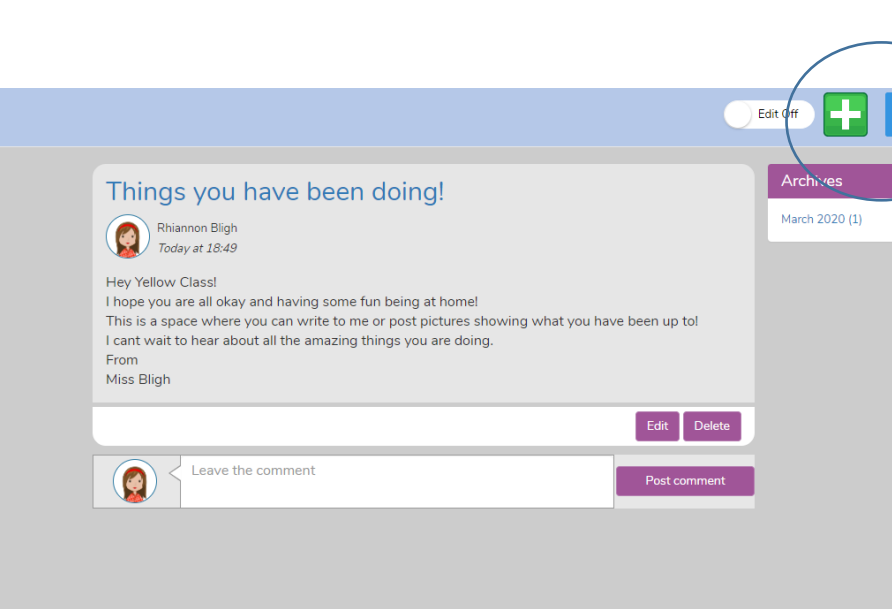 Edit Off
Things you have been doing!
Rhiannon Bligh
Today at 18:49
Hey Yellow Class!
I hope you are all okay and having some fun being at home!
This is a space where you can write to me or post pictures showing what you have been up to!
I cant wait to hear about all the amazing things you are doing.
From
Miss Bligh
Edit
Delete
Leave the comment
Post comment
Archives
March 2020 (1)